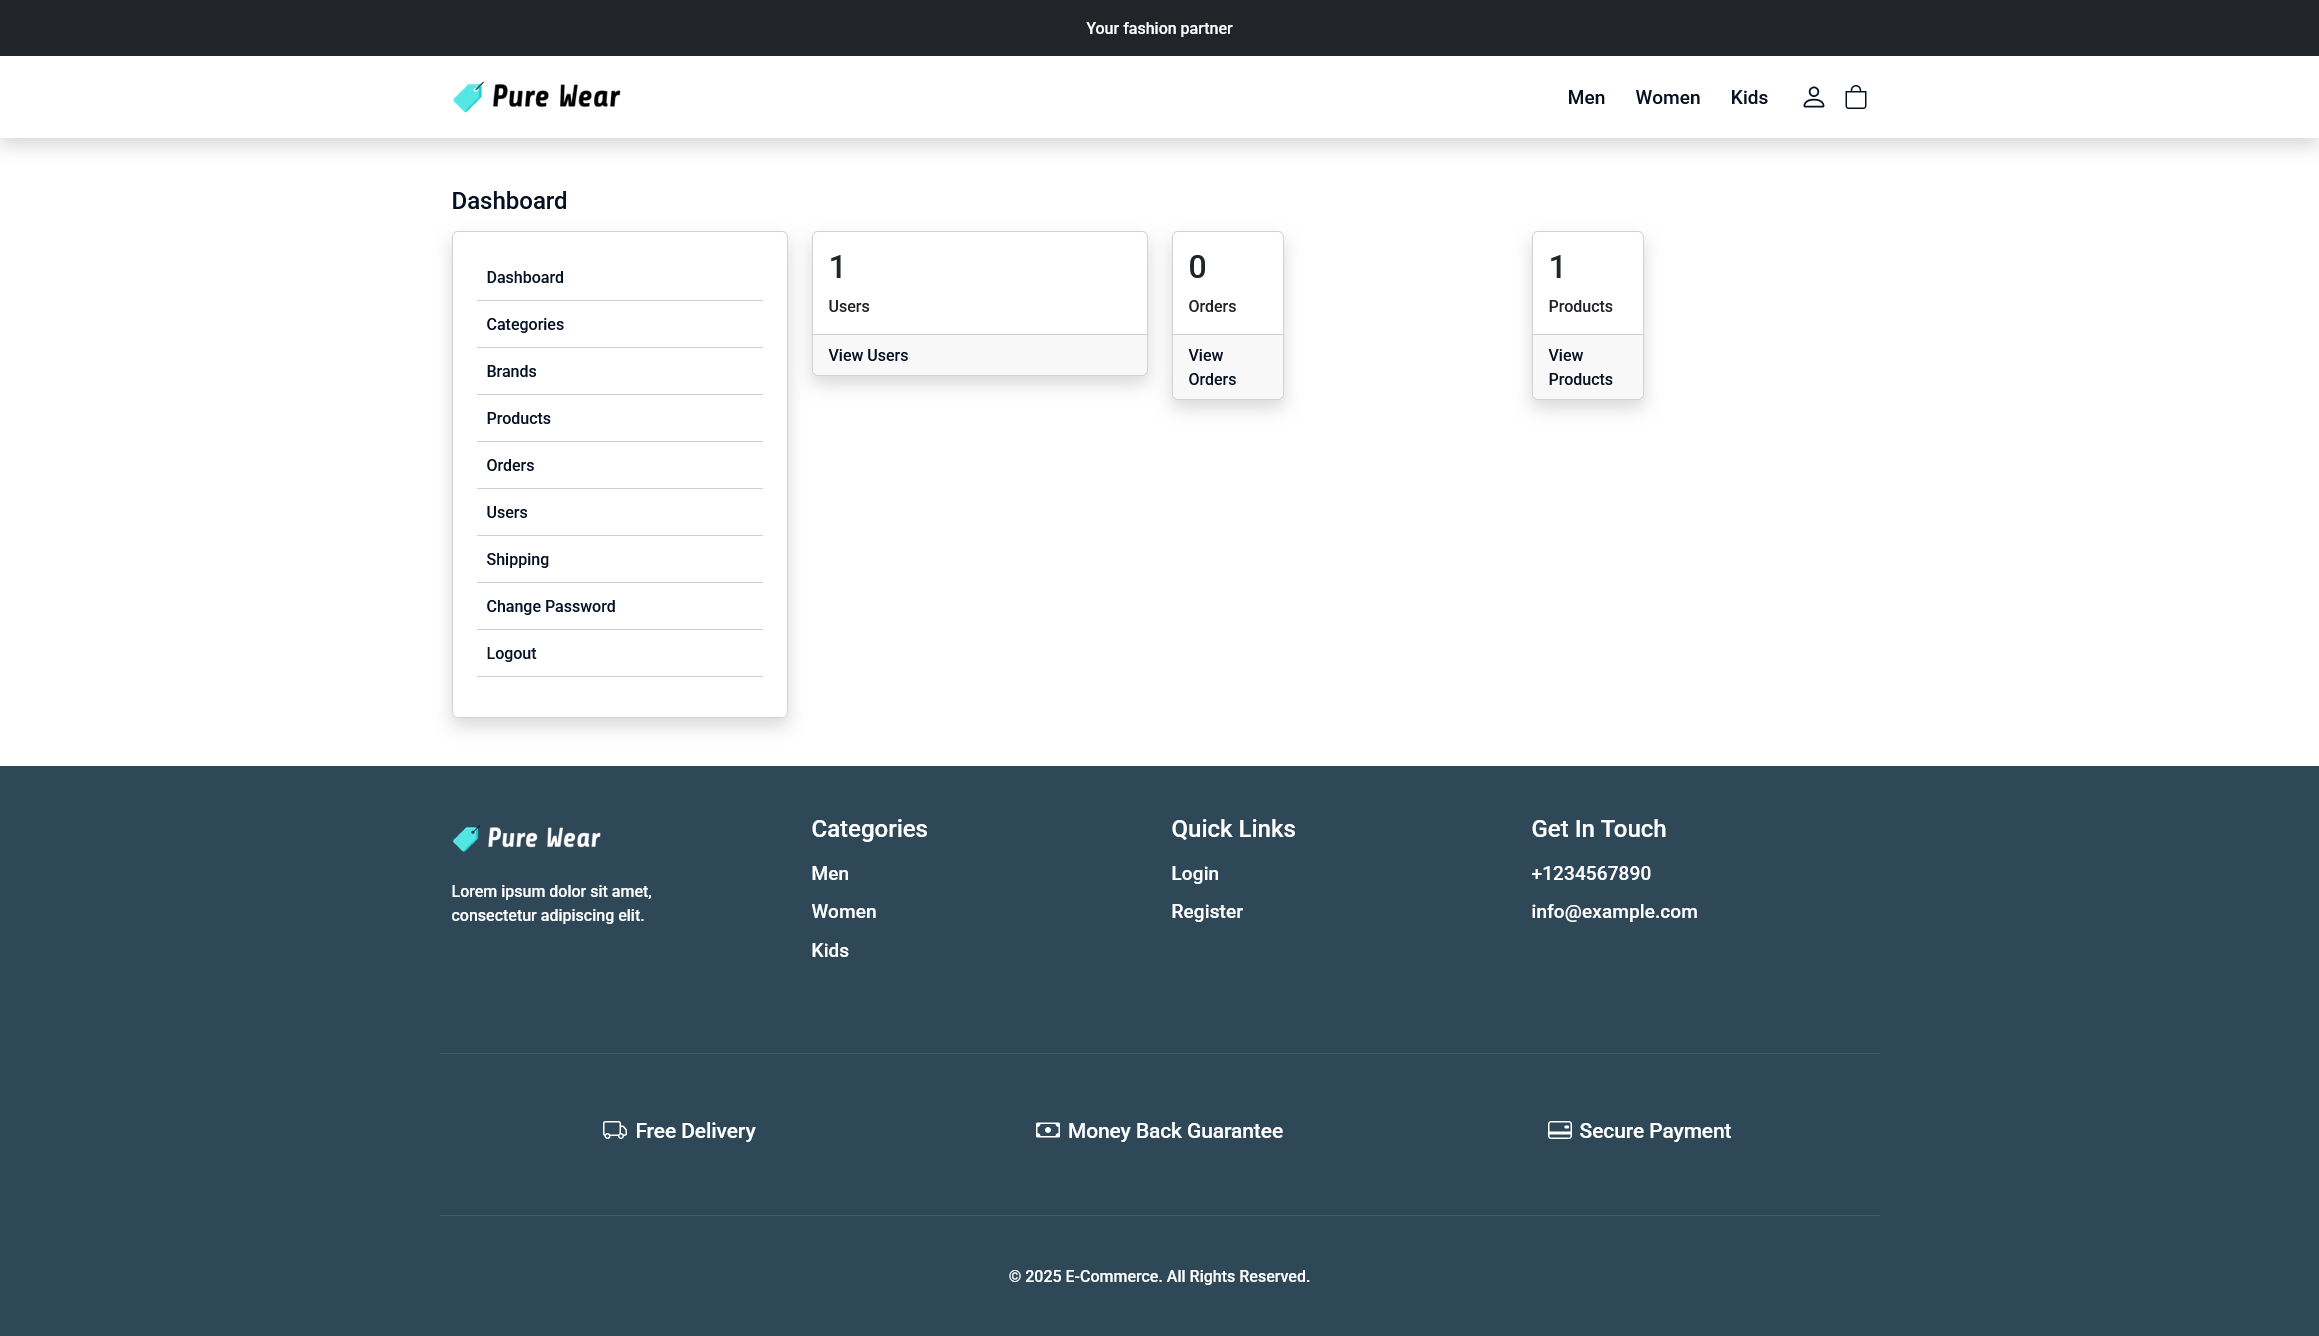 Your fashion partner
Pure Wear
Men Women Kids
Dashboard
Dashboard
Categories
Brands
Products
Orders
Users
Shipping
Change Password
Logout
1
Users
View Users
0
Orders
View
Orders
1
Products
View
Products
Pure Wear
Lorem ipsum dolor sit amet,
consectetur adipiscing elit.
Categories
Men
Women
Kids
Quick Links
Login
Register
Get In Touch
+1234567890
info@example.com
Free Delivery
Money Back Guarantee
Secure Payment
© 2025 E-Commerce. All Rights Reserved.